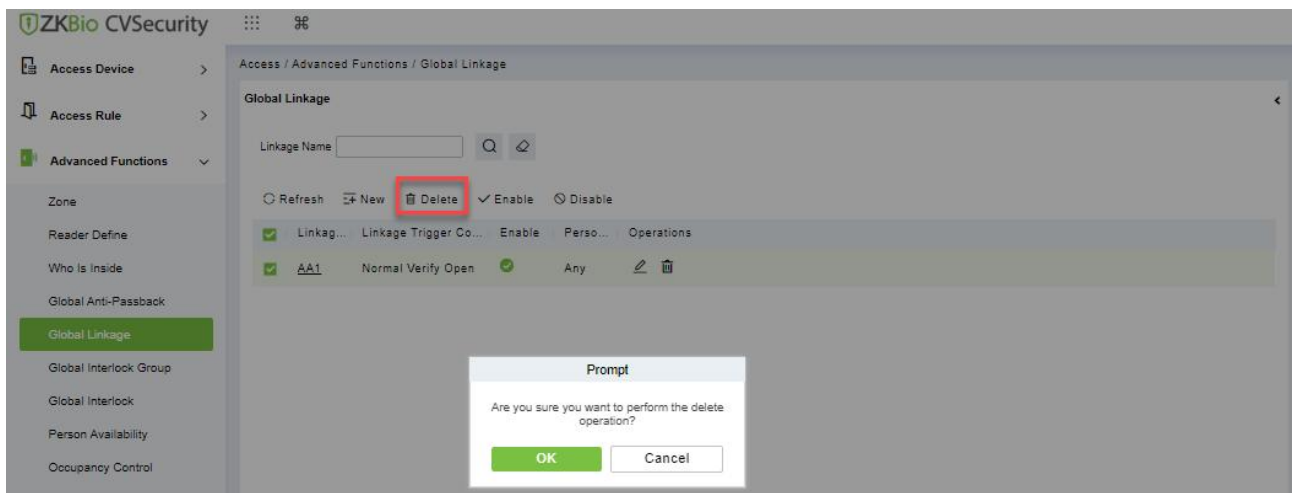 ZKBio CVSecurity
Access Device
Access Rule
Advanced Functions
Zone
Reader Define
Who Is Inside
Global Anti-Passback
Global Linkage
Global Interlock Group
Global Interlock
Person Availability
Occupancy Control
Access / Advanced Functions / Global Linkage
Global Linkage
Linkage Name
Refresh New Delete Enable Disable
Linkag... Linkage Trigger Co... Enable Perso... Operations
AA1 Normal Verify Open Any
Prompt
Are you sure you want to perform the delete
operation?
OK Cancel